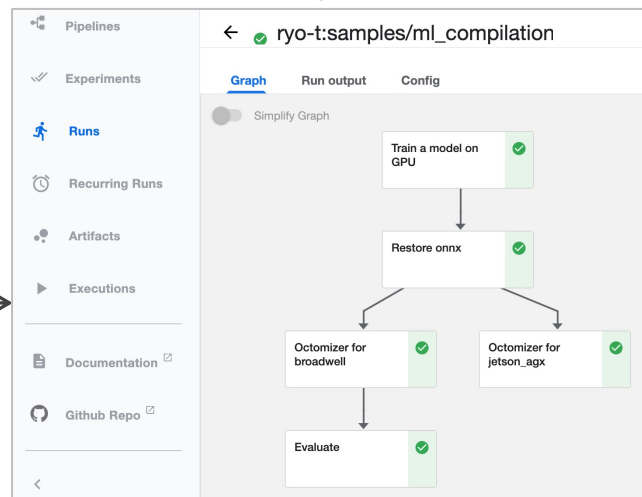 Pipelines
Experiments
Runs
Recurring Runs
Artifacts
Executions
Documentation
Github Repo
ryo-t:samples/ml_compilation
Graph Run output Config
Simplify Graph
Train a model on
GPU
Restore onnx
Octomizer for
broadwell
Octomizer for
jetson_agx
Evaluate